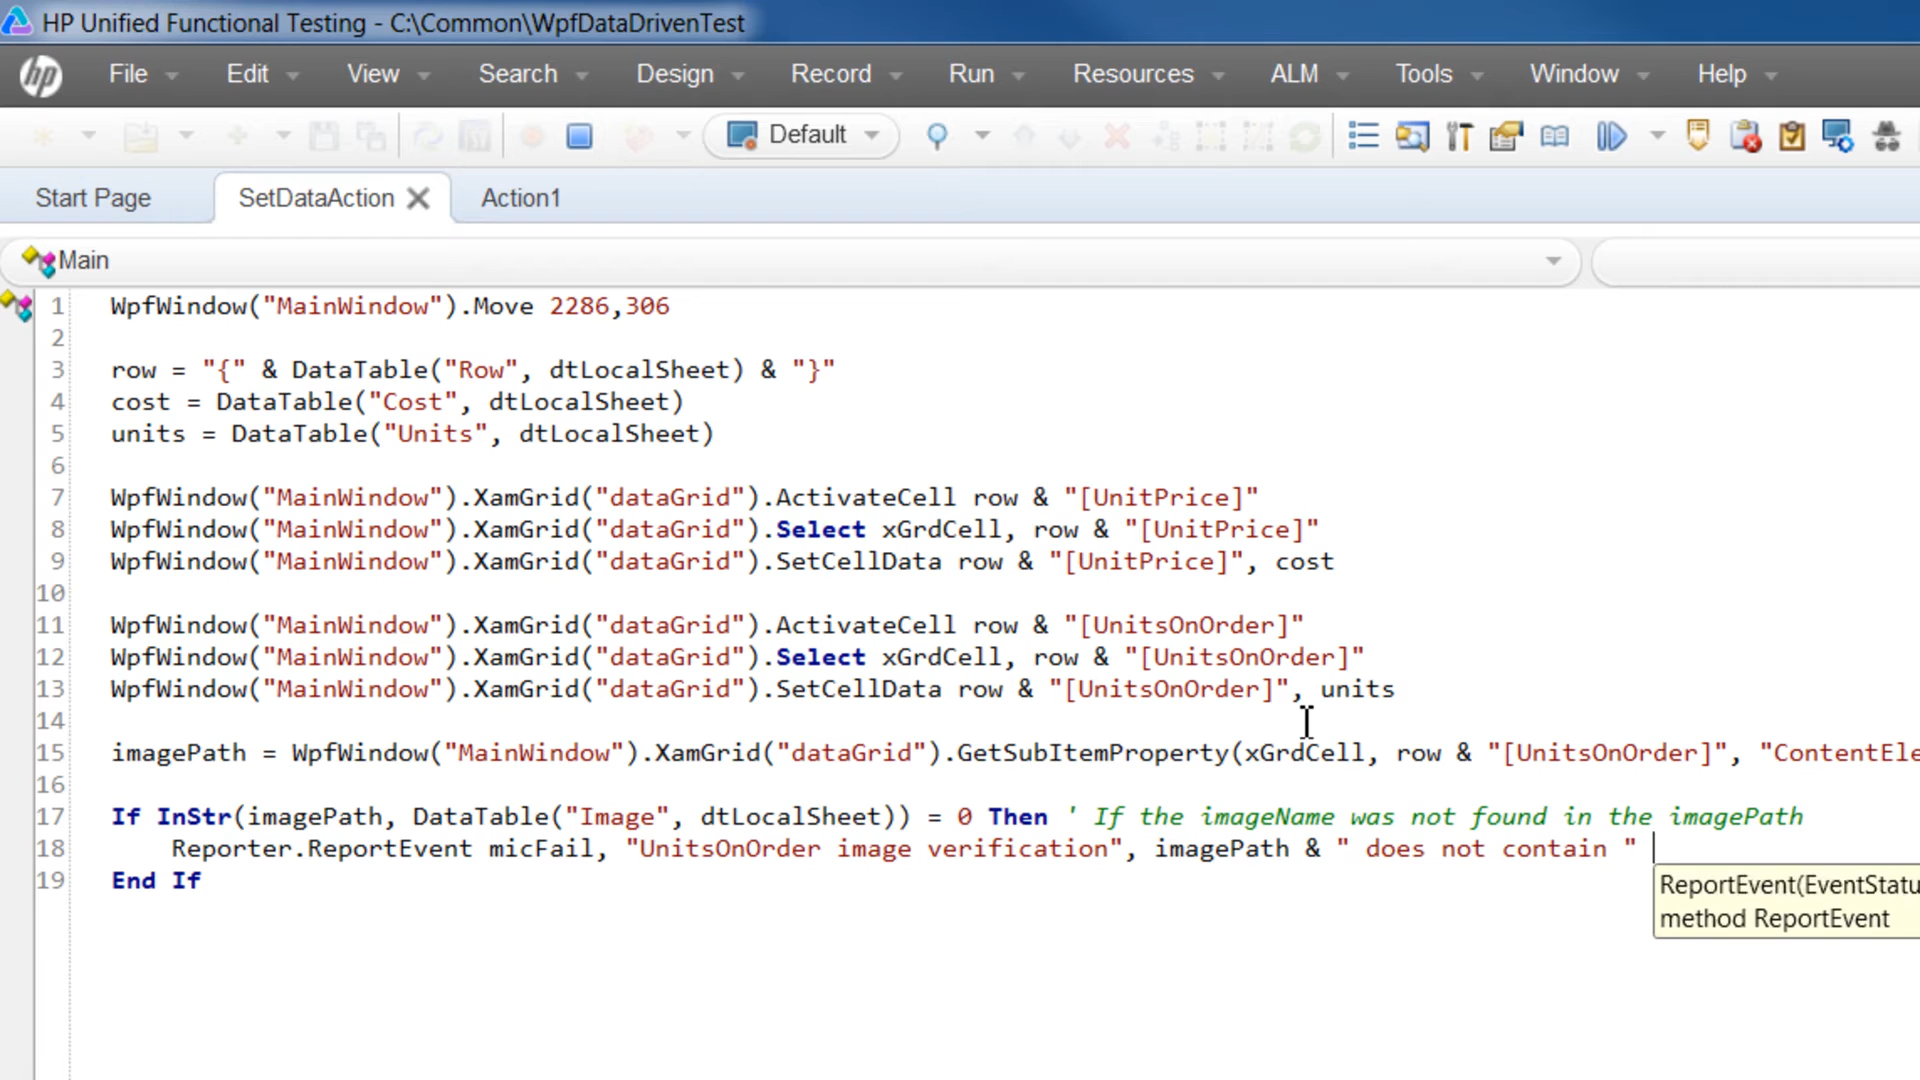 HP Unified Functional Testing - C:\Common\WpfDataDrivenTest
hp File Edit View Search Design Record Run Resources ALM Tools Window Help
Default
Start Page SetDataAction Action1
Main
1 WpfWindow("MainWindow").Move 2286,306
2
3 row = "{" & DataTable("Row", dtLocalSheet) & "}"
4 cost = DataTable("Cost", dtLocalSheet)
5 units = DataTable("Units", dtLocalSheet)
6
7 WpfWindow("MainWindow").XamGrid("dataGrid").ActivateCell row & "[UnitPrice]"
8 WpfWindow("MainWindow").XamGrid("dataGrid").Select xGrdCell, row & "[UnitPrice]"
9 WpfWindow("MainWindow").XamGrid("dataGrid").SetCellData row & "[UnitPrice]", cost
10
11 WpfWindow("MainWindow").XamGrid("dataGrid").ActivateCell row & "[UnitsOnOrder]"
12 WpfWindow("MainWindow").XamGrid("dataGrid").Select xGrdCell, row & "[UnitsOnOrder]"
13 WpfWindow("MainWindow").XamGrid("dataGrid").SetCellData row & "[UnitsOnOrder]", units
14
15 imagePath = WpfWindow("MainWindow").XamGrid("dataGrid").GetSubItemProperty(xGrdCell, row & "[UnitsOnOrder]", "ContentEle
16
17 If InStr(imagePath, DataTable("Image", dtLocalSheet)) = 0 Then ' If the imageName was not found in the imagePath
18 Reporter.ReportEvent micFail, "UnitsOnOrder image verification", imagePath & " does not contain "
19 End If
ReportEvent(EventStatu
method ReportEvent